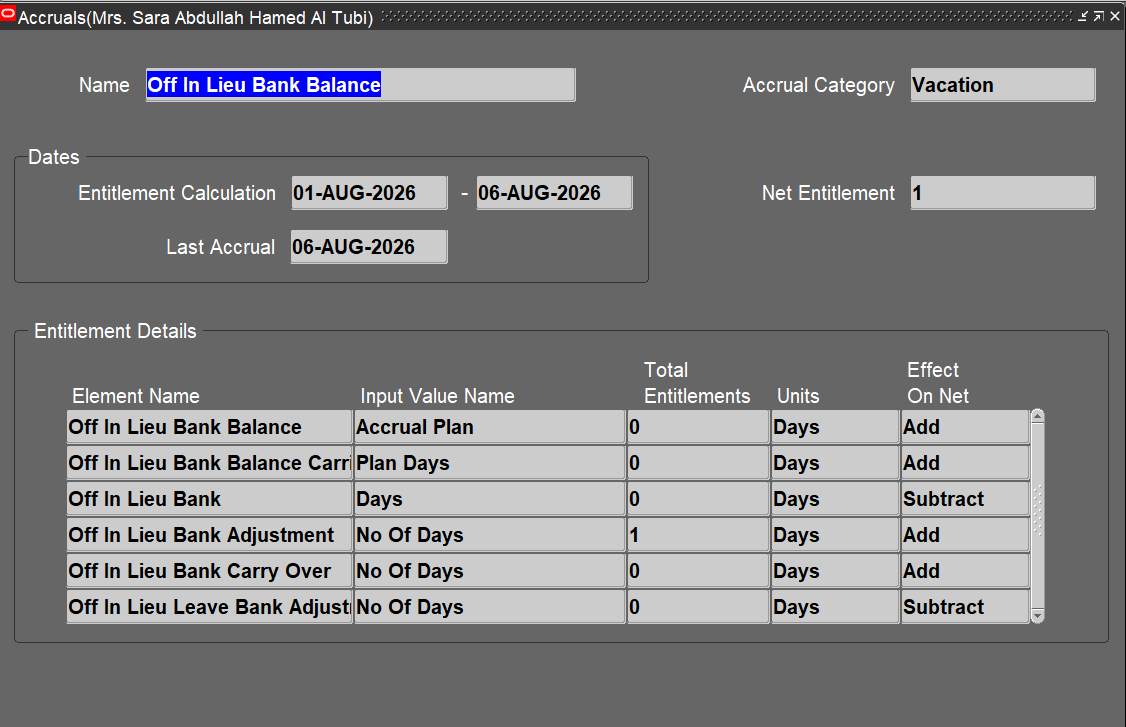 Accruals(Mrs. Sara Abdullah Hamed Al Tubi)
Name Off In Lieu Bank Balance Accrual Category Vacation
Dates
Entitlement Calculation 01-AUG-2026 - 06-AUG-2026 Net Entitlement 1
Last Accrual 06-AUG-2026
Entitlement Details
Total Effect
Element Name Input Value Name Entitlements Units On Net
Off In Lieu Bank Balance Accrual Plan 0 Days Add
Off In Lieu Bank Balance Carri Plan Days 0 Days Add
Off In Lieu Bank Days 0 Days Subtract
Off In Lieu Bank Adjustment No Of Days 1 Days Add
Off In Lieu Bank Carry Over No Of Days 0 Days Add
Off In Lieu Leave Bank Adjust No Of Days 0 Days Subtract